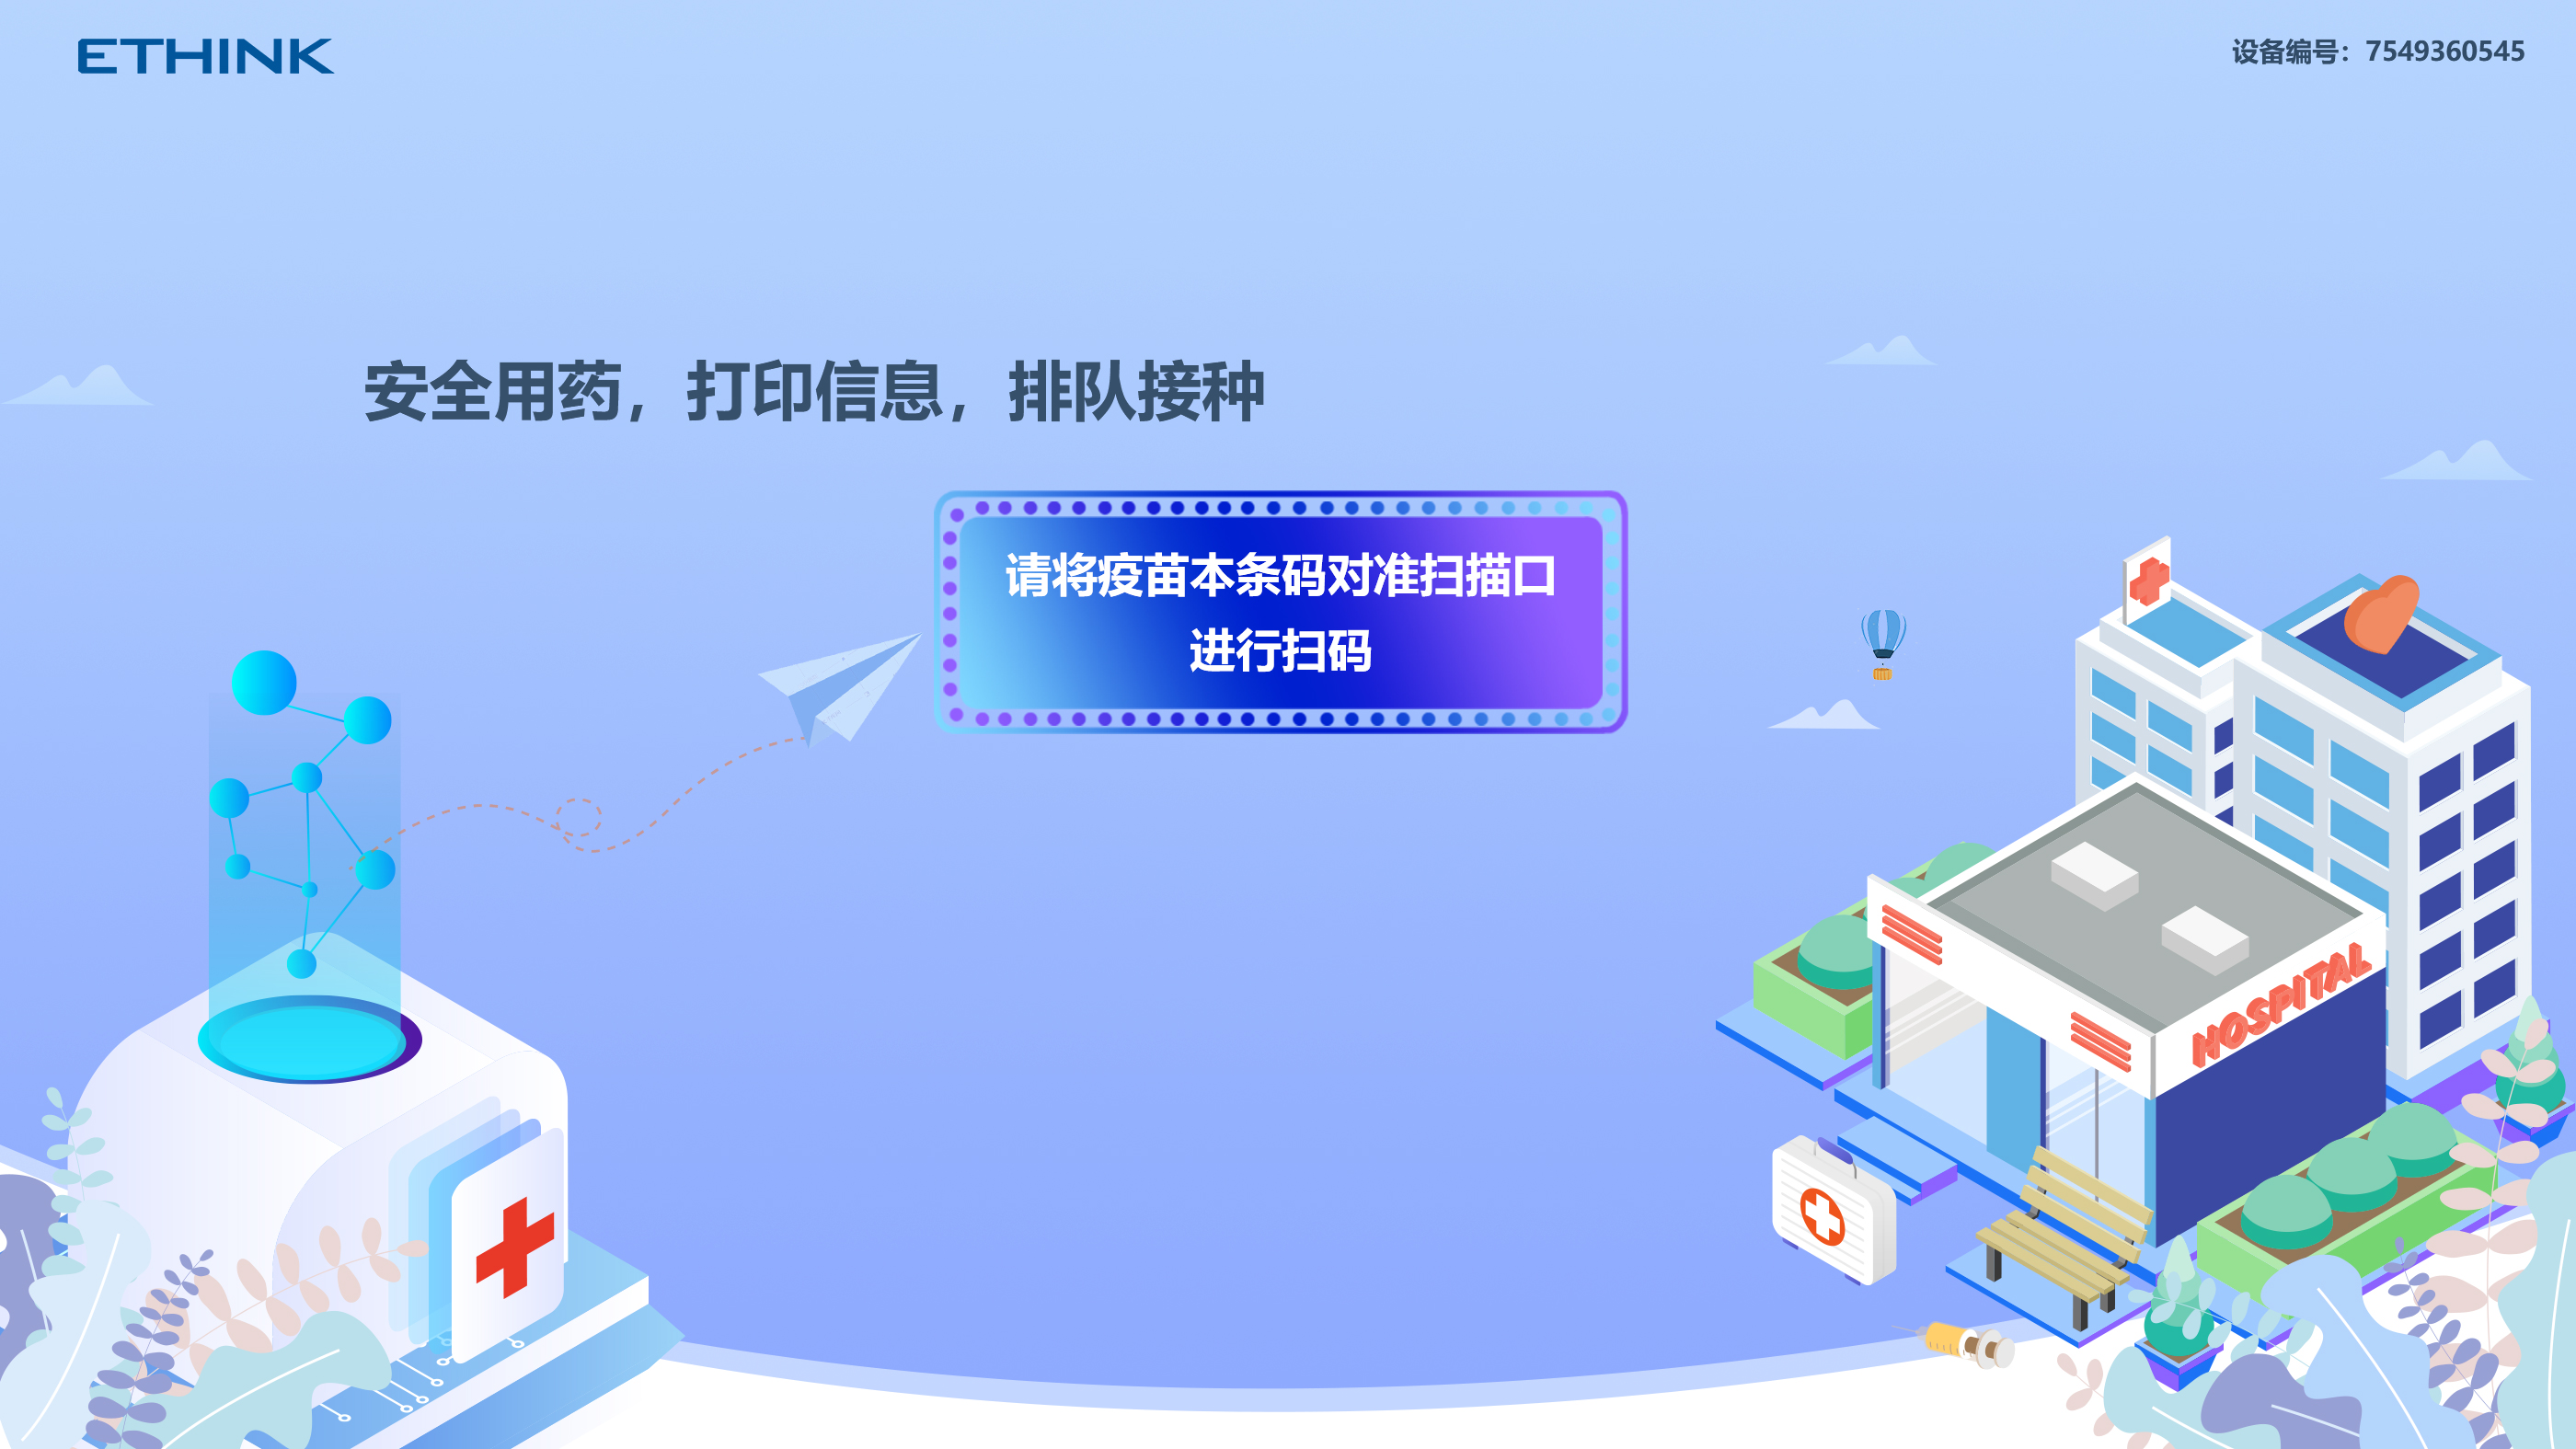 ETHINK
设备编号：7549360545
安全用药，打印信息，排队接种
请将疫苗本条码对准扫描口
进行扫码
HOSPITAL